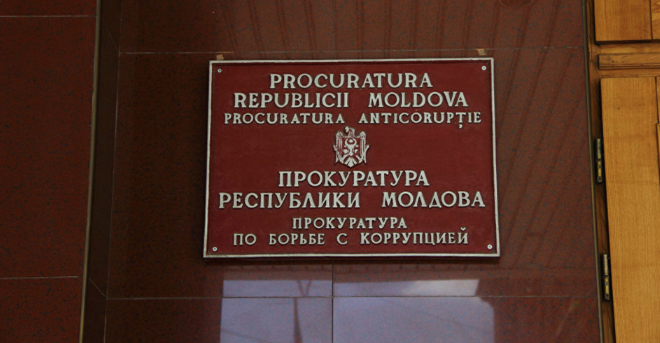 PROCURATURA
REPUBLICII MOLDOVA
PROCURATURA ANTICORUPȚIE
ПРОКУРАТУРА
РЕСПУБЛИКИ МОЛДОВА
ПРОКУРАТУРА
ПО БОРЬБЕ С КОРРУПЦИЕЙ